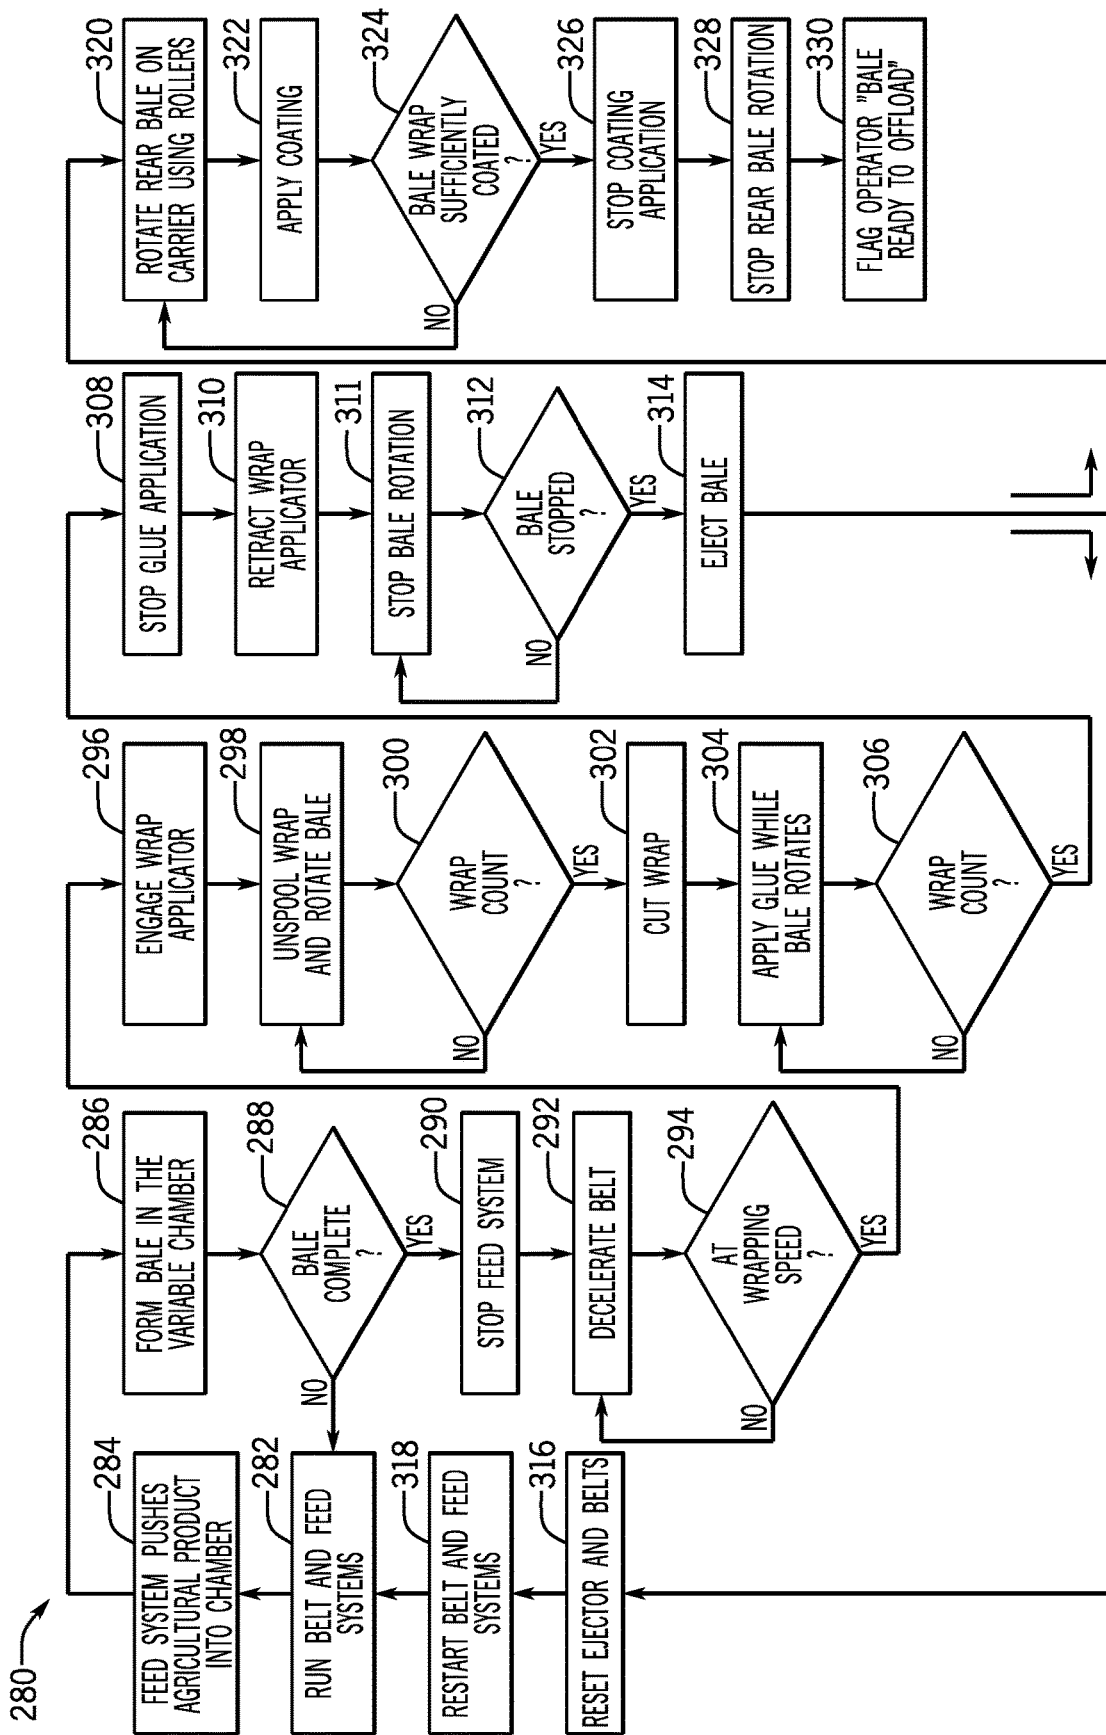 280
284
FEED SYSTEM PUSHES
AGRICULTURAL PRODUCT
INTO CHAMBER
282
RUN BELT AND FEED
SYSTEMS
318
RESTART BELT AND FEED
SYSTEMS
316
RESET EJECTOR AND BELTS
286
FORM BALE IN THE
VARIABLE CHAMBER
288
BALE
COMPLETE
?
NO
YES
290
STOP FEED SYSTEM
292
DECELERATE BELT
294
AT
WRAPPING
SPEED
?
NO
YES
296
ENGAGE WRAP
APPLICATOR
298
UNSPOOL WRAP
AND ROTATE BALE
300
WRAP
COUNT
?
NO
YES
302
CUT WRAP
304
APPLY GLUE WHILE
BALE ROTATES
306
WRAP
COUNT
?
NO
YES
308
STOP GLUE APPLICATION
310
RETRACT WRAP
APPLICATOR
311
STOP BALE ROTATION
312
BALE
STOPPED
?
NO
YES
314
EJECT BALE
320
ROTATE REAR BALE ON
CARRIER USING ROLLERS
322
APPLY COATING
324
BALE WRAP
SUFFICIENTLY
COATED
?
NO
YES
326
STOP COATING
APPLICATION
328
STOP REAR BALE ROTATION
330
FLAG OPERATOR "BALE
READY TO OFFLOAD"